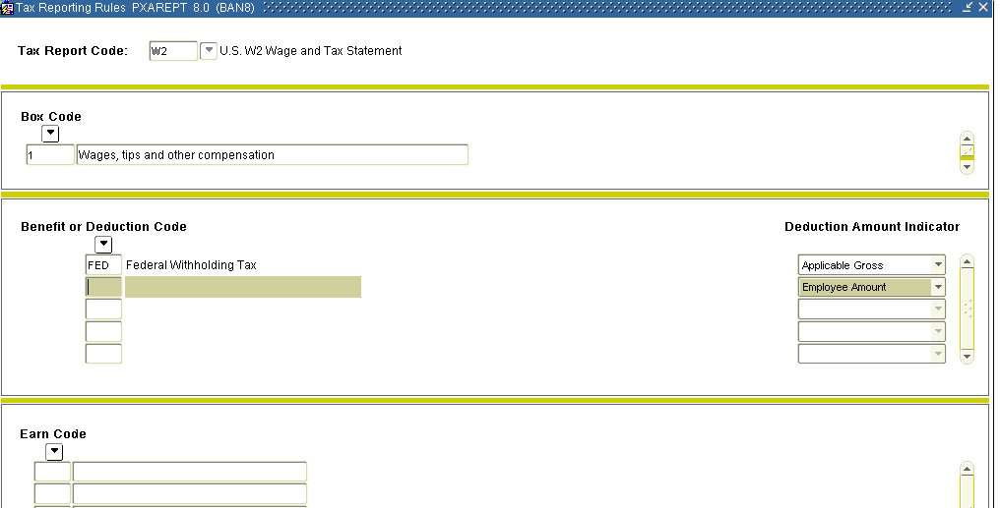 Tax Reporting Rules PXAREPT 8.0 (BAN8)
Tax Report Code: W2 U.S. W2 Wage and Tax Statement
Box Code
1 Wages, tips and other compensation
Benefit or Deduction Code Deduction Amount Indicator
FED Federal Withholding Tax Applicable Gross
Employee Amount
Earn Code